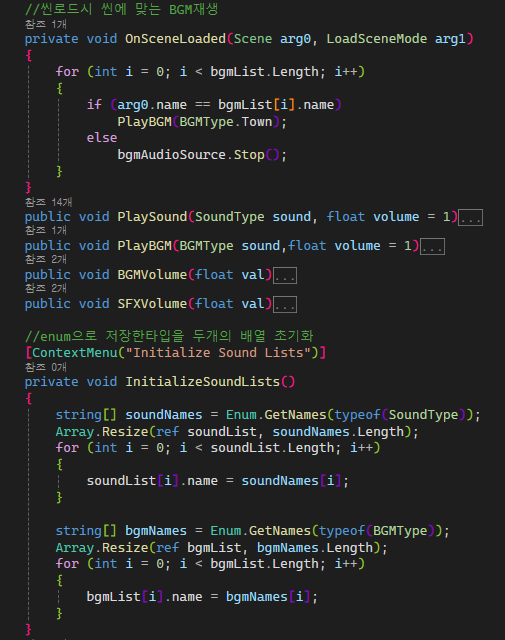 //씬로드시 씬에 맞는 BGM재생
참조 1개
private void OnSceneLoaded(Scene arg0, LoadSceneMode arg1)
{
for (int i = 0; i < bgmList.Length; i++)
{
if (arg0.name == bgmList[i].name)
PlayBGM(BGMType.Town);
else
bgmAudioSource.Stop();
}
}
참조 14개
public void PlaySound(SoundType sound, float volume = 1)...
참조 1개
public void PlayBGM(BGMType sound,float volume = 1)...
참조 2개
public void BGMVolume(float val)...
참조 2개
public void SFXVolume(float val)...
//enum으로 저장한타입을 두개의 배열 초기화
[ContextMenu("Initialize Sound Lists")]
참조 0개
private void InitializeSoundLists()
{
string[] soundNames = Enum.GetNames(typeof(SoundType));
Array.Resize(ref soundList, soundNames.Length);
for (int i = 0; i < soundList.Length; i++)
{
soundList[i].name = soundNames[i];
}
string[] bgmNames = Enum.GetNames(typeof(BGMType));
Array.Resize(ref bgmList, bgmNames.Length);
for (int i = 0; i < bgmList.Length; i++)
{
bgmList[i].name = bgmNames[i];
}
}